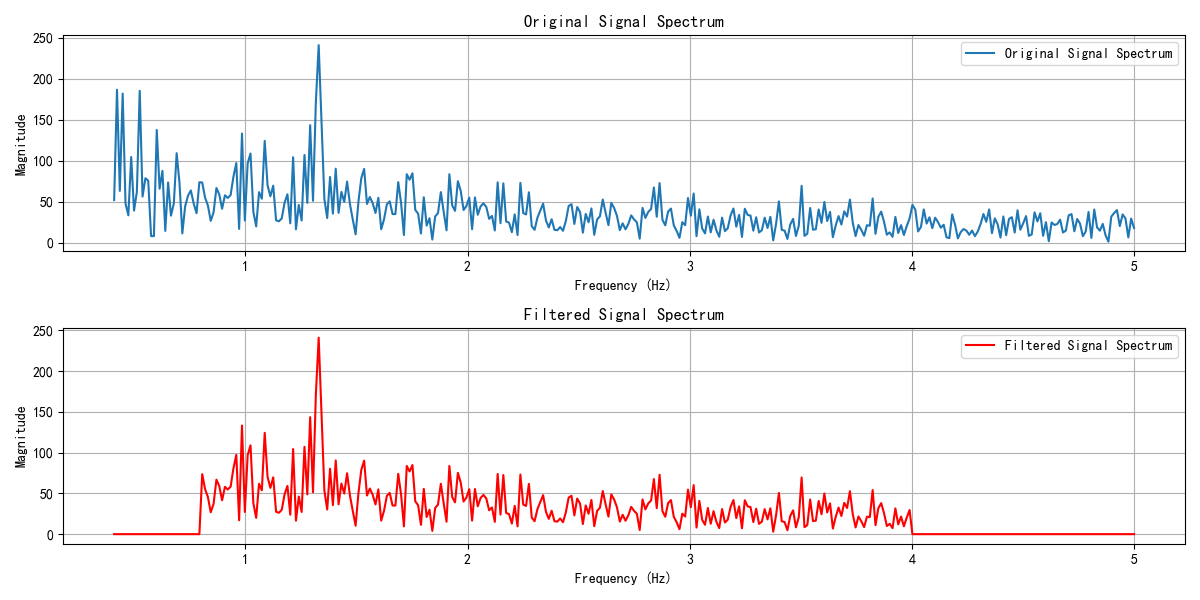 Original Signal Spectrum
250
200
150
100
50
0
Magnitude
Original Signal Spectrum
1
2
3
4
5
Frequency (Hz)
Filtered Signal Spectrum
250
200
150
100
50
0
Magnitude
Filtered Signal Spectrum
1
2
3
4
5
Frequency (Hz)